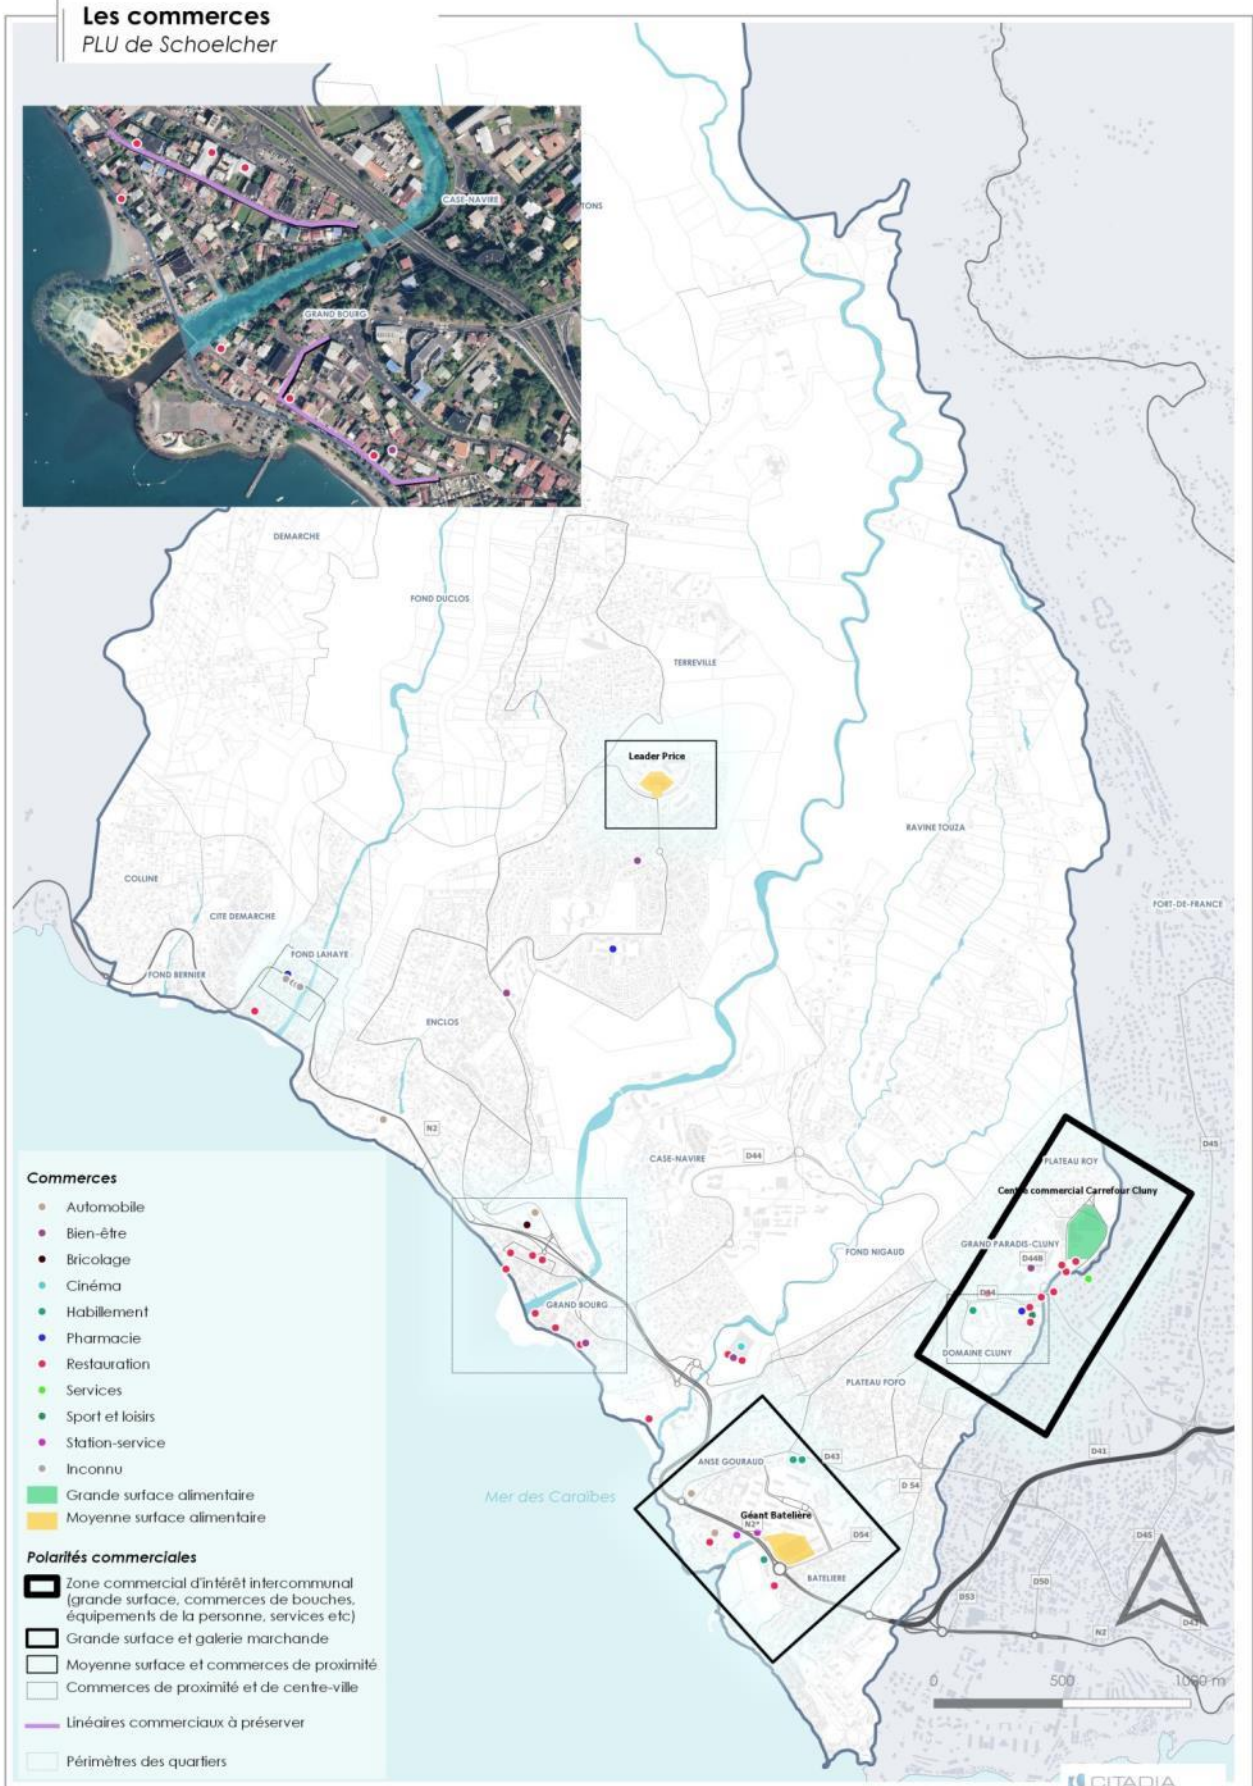 Les commerces
PLU de Schoelcher
CASE-NAVIRE
TONS
GRAND BOURG
DEMARCHE
FOND DUCLOS
TERREVILLE
Leader Price
RAVINE TOUZA
COLLINE
FORT-DE-FRANCE
CITE DEMARCHE
FOND LAHAYE
FOND BERNIER
ENCLOS
N2
D45
CASE-NAVIRE
D44
PLATEAU ROY
Centre commercial Carrefour Cluny
FOND NIGAUD
GRAND PARADIS-CLUNY
D44B
D44
GRAND BOURG
DOMAINE CLUNY
PLATEAU FOFO
D41
ANSE GOURAUD
D43
D 54
Mer des Caraïbes
Géant Batelière
N2*
D54
D45
BATELIERE
D53
D50
D43
N2
0 500 1000 m
Commerces
Automobile
Bien-être
Bricolage
Cinéma
Habillement
Pharmacie
Restauration
Services
Sport et loisirs
Station-service
Inconnu
Grande surface alimentaire
Moyenne surface alimentaire
Polarités commerciales
Zone commercial d'intérêt intercommunal
(grande surface, commerces de bouches,
équipements de la personne, services etc)
Grande surface et galerie marchande
Moyenne surface et commerces de proximité
Commerces de proximité et de centre-ville
Linéaires commerciaux à préserver
Périmètres des quartiers
CITADIA